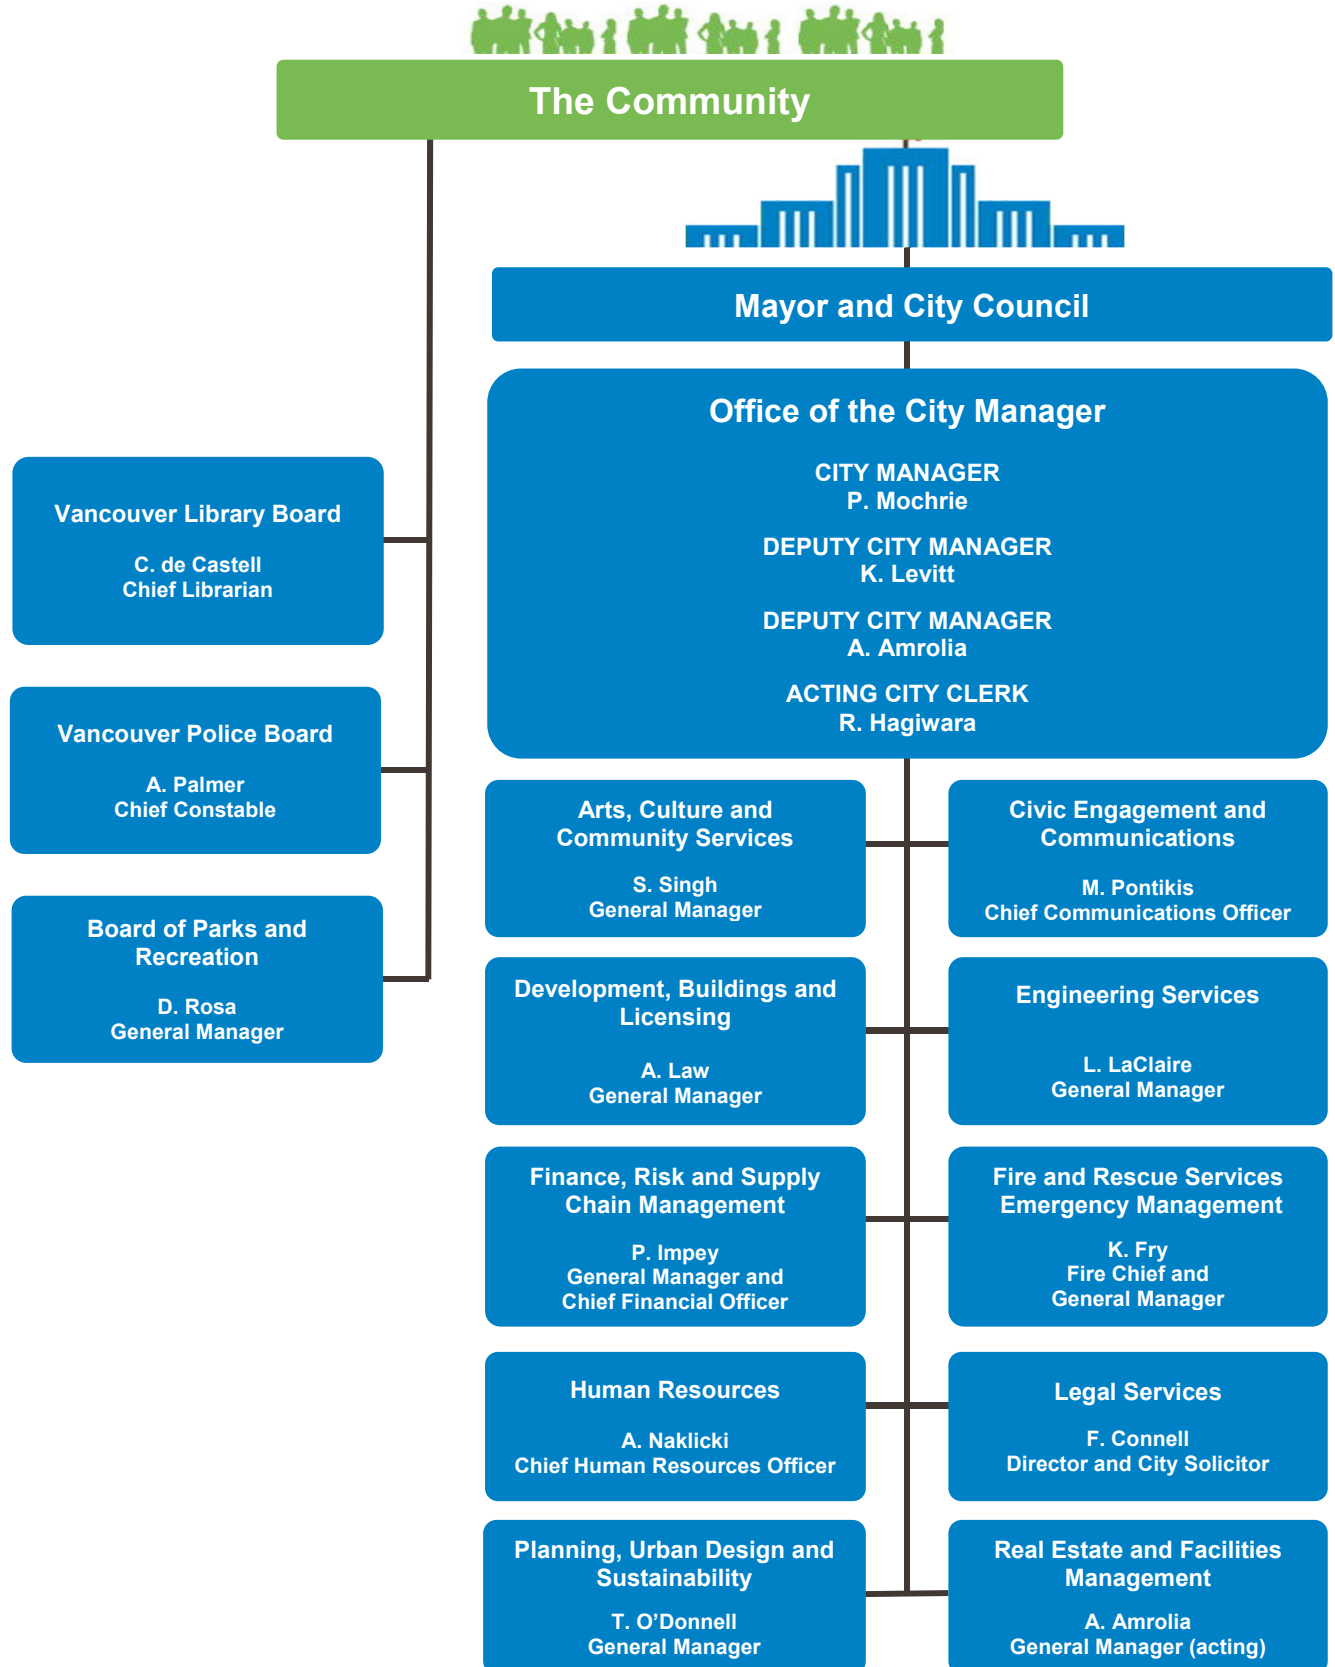 The Community
Mayor and City Council
Office of the City Manager
CITY MANAGER
P. Mochrie
DEPUTY CITY MANAGER
K. Levitt
DEPUTY CITY MANAGER
A. Amrolia
ACTING CITY CLERK
R. Hagiwara
Vancouver Library Board
C. de Castell
Chief Librarian
Vancouver Police Board
A. Palmer
Chief Constable
Board of Parks and
Recreation
D. Rosa
General Manager
Arts, Culture and
Community Services
S. Singh
General Manager
Civic Engagement and
Communications
M. Pontikis
Chief Communications Officer
Development, Buildings and
Licensing
A. Law
General Manager
Engineering Services
L. LaClaire
General Manager
Finance, Risk and Supply
Chain Management
P. Impey
General Manager and
Chief Financial Officer
Fire and Rescue Services
Emergency Management
K. Fry
Fire Chief and
General Manager
Human Resources
A. Naklicki
Chief Human Resources Officer
Legal Services
F. Connell
Director and City Solicitor
Planning, Urban Design and
Sustainability
T. O’Donnell
General Manager
Real Estate and Facilities
Management
A. Amrolia
General Manager (acting)